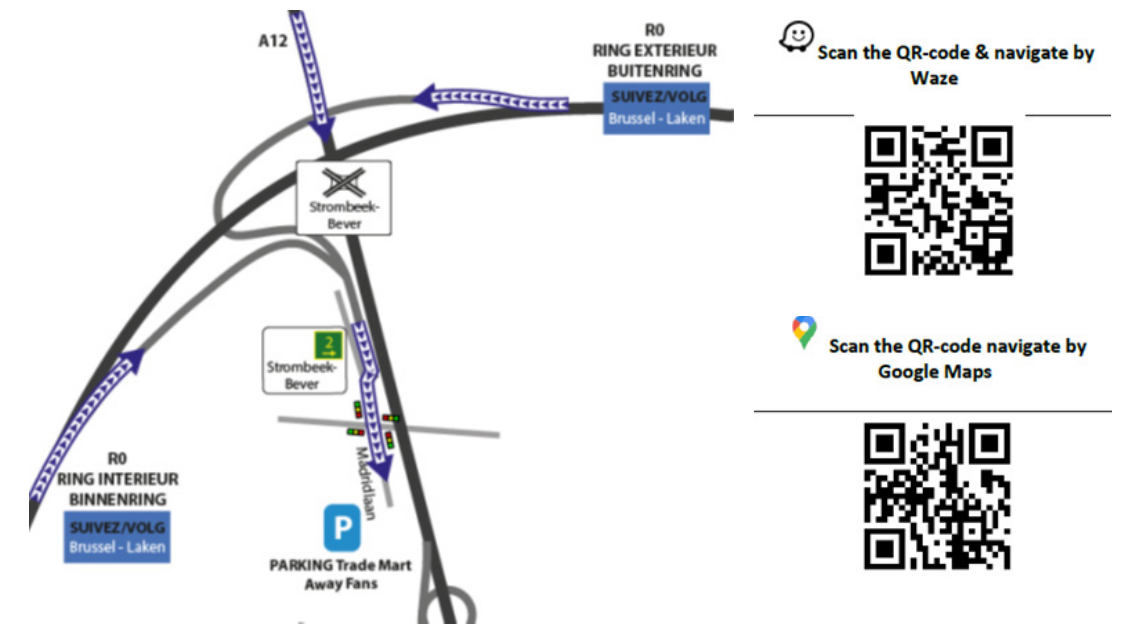 A12
R0
RING EXTERIEUR
BUITENRING
SUIVEZ/VOLG
Brussel - Laken
Strombeek-
Bever
2
Strombeek-
Bever
R0
RING INTERIEUR
BINNENRING
SUIVEZ/VOLG
Brussel - Laken
Madridlaan
P
PARKING Trade Mart
Away Fans
Scan the QR-code & navigate by
Waze
Scan the QR-code navigate by
Google Maps